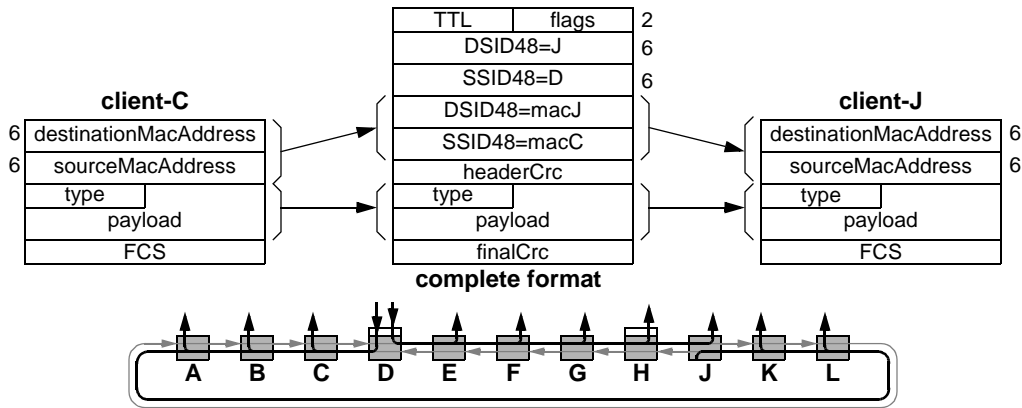 TTL flags 2
DSID48=J 6
SSID48=D 6
client-C
6 destinationMacAddress
6 sourceMacAddress
type
payload
FCS
DSID48=macJ
SSID48=macC
headerCrc
type
payload
finalCrc
complete format
client-J
destinationMacAddress 6
sourceMacAddress 6
type
payload
FCS
A B C D E F G H J K L